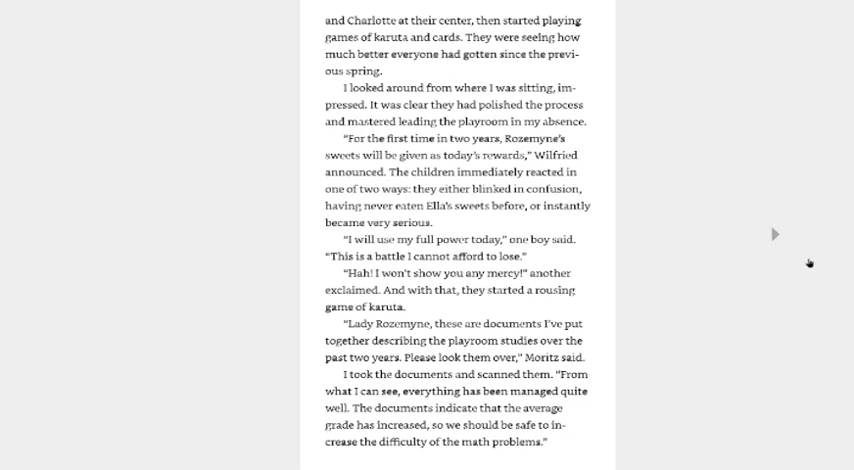 and Charlotte at their center, then started playing
games of karuta and cards. They were seeing how
much better everyone had gotten since the previ-
ous spring.
I looked around from where I was sitting, im-
pressed. It was clear they had polished the process
and mastered leading the playroom in my absence.
“For the first time in two years, Rozemyne’s
sweets will be given as today’s rewards,” Wilfried
announced. The children immediately reacted in
one of two ways: they either blinked in confusion,
having never eaten Ella’s sweets before, or instantly
became very serious.
“I will use my full power today,” one boy said.
“This is a battle I cannot afford to lose.”
“Hah! I won’t show you any mercy!” another
exclaimed. And with that, they started a rousing
game of karuta.
“Lady Rozemyne, these are documents I’ve put
together describing the playroom studies over the
past two years. Please look them over,” Moritz said.
I took the documents and scanned them. “From
what I can see, everything has been managed quite
well. The documents indicate that the average
grade has increased, so we should be safe to in-
crease the difficulty of the math problems.”